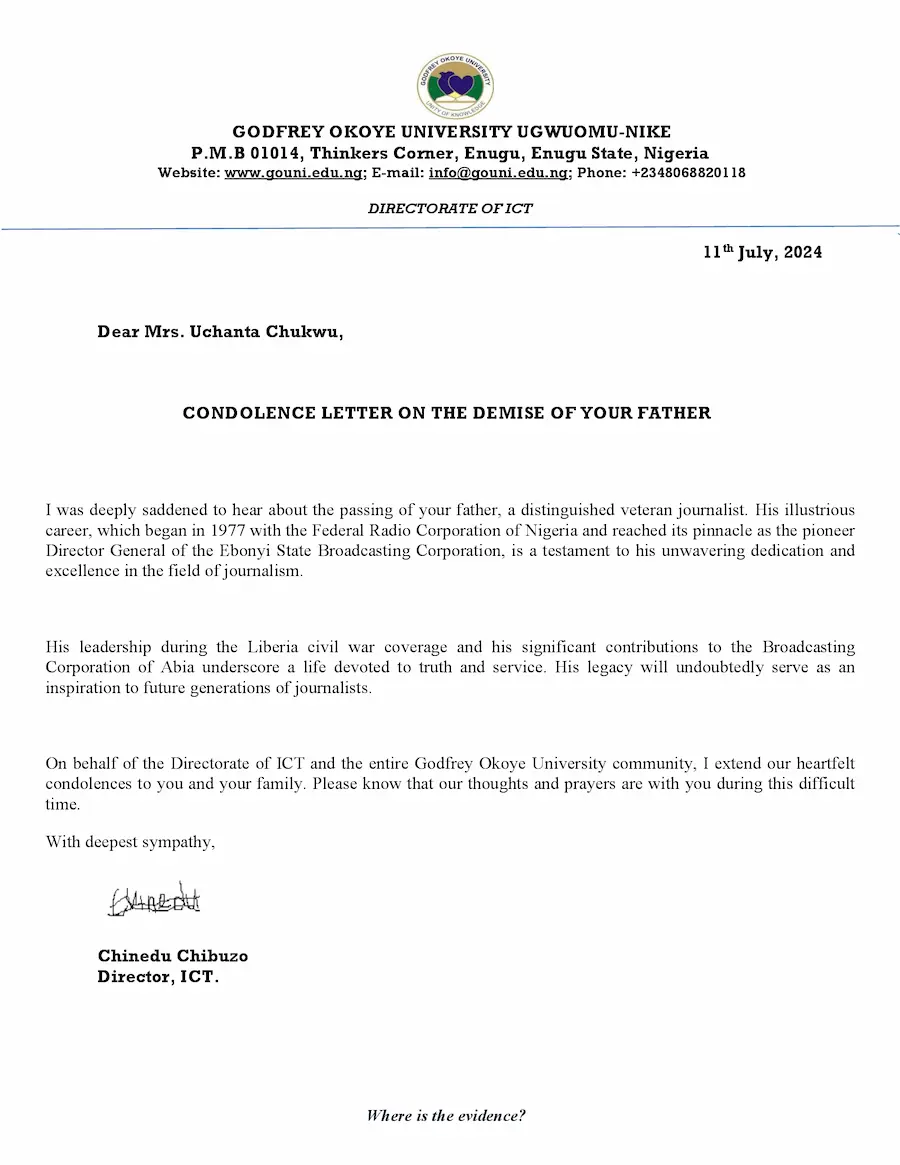 GODFREY OKOYE UNIVERSITY
UNITY OF KNOWLEDGE
GODFREY OKOYE UNIVERSITY UGWUOMU-NIKE
P.M.B 01014, Thinkers Corner, Enugu, Enugu State, Nigeria
Website: www.gouni.edu.ng; E-mail: info@gouni.edu.ng; Phone: +2348068820118
DIRECTORATE OF ICT
11th July, 2024
Dear Mrs. Uchanta Chukwu,
CONDOLENCE LETTER ON THE DEMISE OF YOUR FATHER
I was deeply saddened to hear about the passing of your father, a distinguished veteran journalist. His illustrious
career, which began in 1977 with the Federal Radio Corporation of Nigeria and reached its pinnacle as the pioneer
Director General of the Ebonyi State Broadcasting Corporation, is a testament to his unwavering dedication and
excellence in the field of journalism.
His leadership during the Liberia civil war coverage and his significant contributions to the Broadcasting
Corporation of Abia underscore a life devoted to truth and service. His legacy will undoubtedly serve as an
inspiration to future generations of journalists.
On behalf of the Directorate of ICT and the entire Godfrey Okoye University community, I extend our heartfelt
condolences to you and your family. Please know that our thoughts and prayers are with you during this difficult
time.
With deepest sympathy,
Chinedu Chibuzo
Director, ICT.
Where is the evidence?